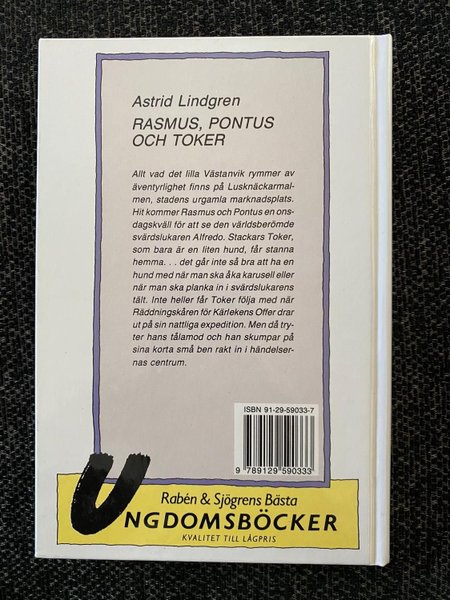 Astrid Lindgren
RASMUS, PONTUS
OCH TOKER
Allt vad det lilla Västanvik rymmer av
äventyrlighet finns på Lusknäckarmal-
men, stadens urgamla marknadsplats.
Hit kommer Rasmus och Pontus en ons-
dagskväll för att se den världsberömde
svärdslukaren Alfredo. Stackars Toker,
som bara är en liten hund, får stanna
hemma. . . det går inte så bra att ha en
hund med när man ska åka karusell eller
när man ska planka in i svärdslukarens
tält. Inte heller får Toker följa med när
Räddningskåren för Kärlekens Offer drar
ut på sin nattliga expedition. Men då try-
ter hans tålamod och han skumpar på
sina korta små ben rakt in i händelser-
nas centrum.
ISBN 91-29-59033-7
9 789129 590333
Rabén & Sjögrens Bästa
UNGDOMSBÖCKER
KVALITET TILL LÅGPRIS